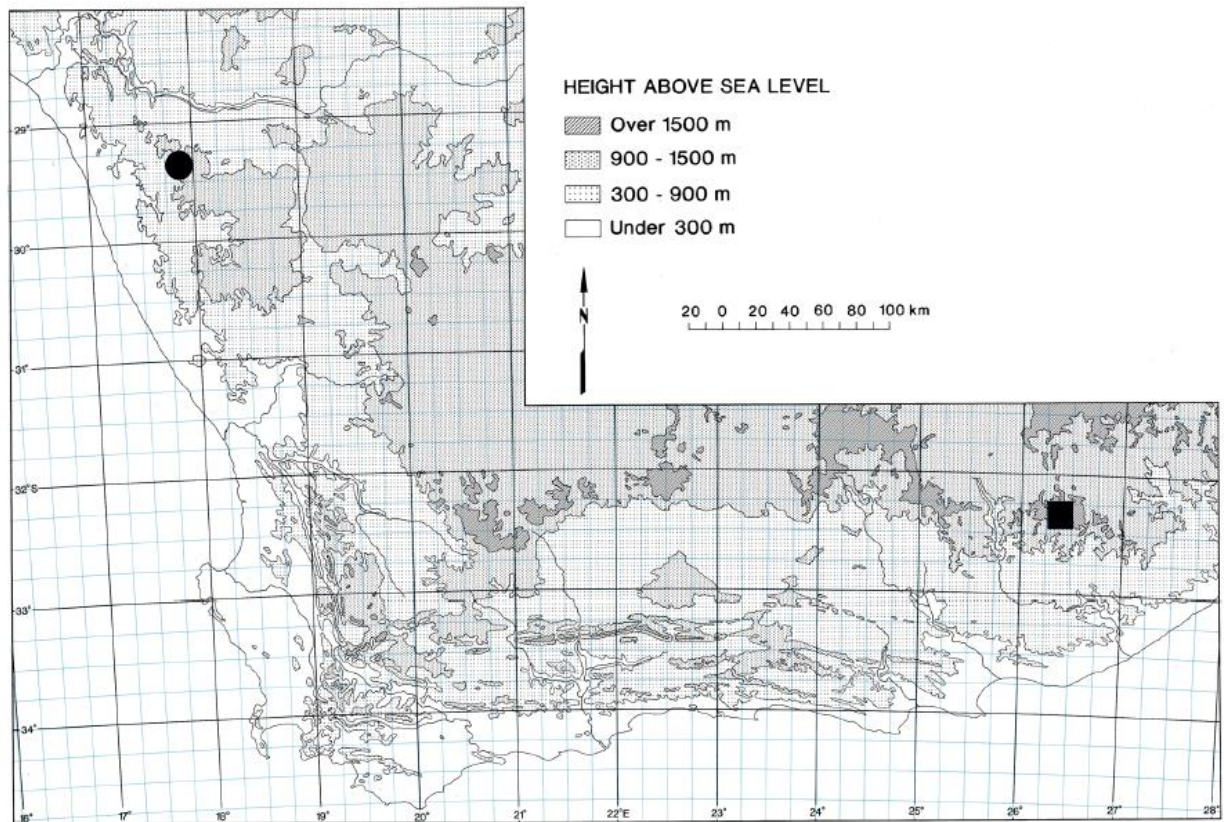 HEIGHT ABOVE SEA LEVEL
Over 1500 m
900 - 1500 m
300 - 900 m
Under 300 m
N
20 0 20 40 60 80 100 km
29°
30°
31°
32°S
33°
34°
16° 17° 18° 19° 20° 21° 22°E 23° 24° 25° 26° 27° 28°